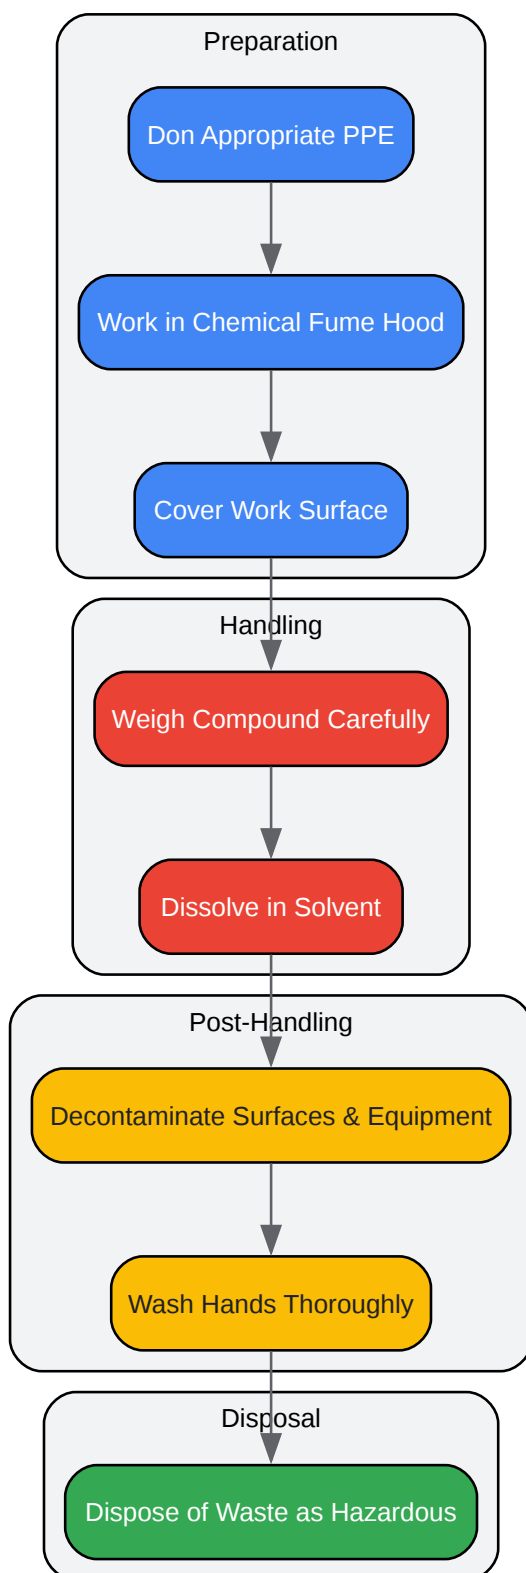 Preparation
Don Appropriate PPE
Work in Chemical Fume Hood
Cover Work Surface
Handling
Weigh Compound Carefully
Dissolve in Solvent
Post-Handling
Decontaminate Surfaces & Equipment
Wash Hands Thoroughly
Disposal
Dispose of Waste as Hazardous